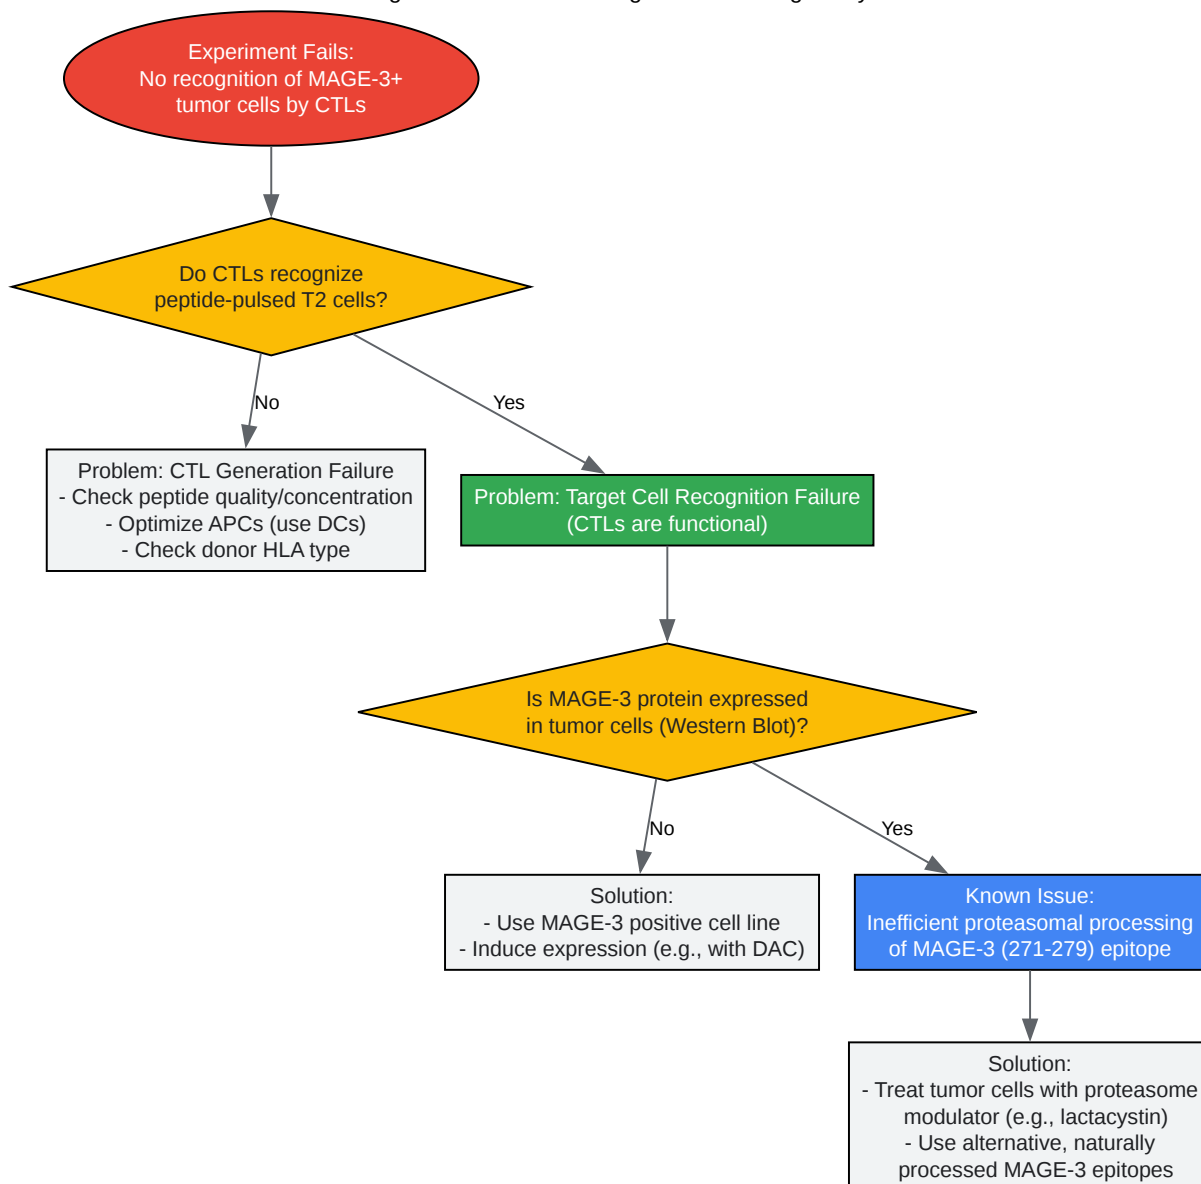 Experiment Fails:
No recognition of MAGE-3+
tumor cells by CTLs
Do CTLs recognize
peptide-pulsed T2 cells?
No
Yes
Problem: CTL Generation Failure
- Check peptide quality/concentration
- Optimize APCs (use DCs)
- Check donor HLA type
Problem: Target Cell Recognition Failure
(CTLs are functional)
Is MAGE-3 protein expressed
in tumor cells (Western Blot)?
No
Yes
Solution:
- Use MAGE-3 positive cell line
- Induce expression (e.g., with DAC)
Known Issue:
Inefficient proteasomal processing
of MAGE-3 (271-279) epitope
Solution:
- Treat tumor cells with proteasome
modulator (e.g., lactacystin)
- Use alternative, naturally
processed MAGE-3 epitopes